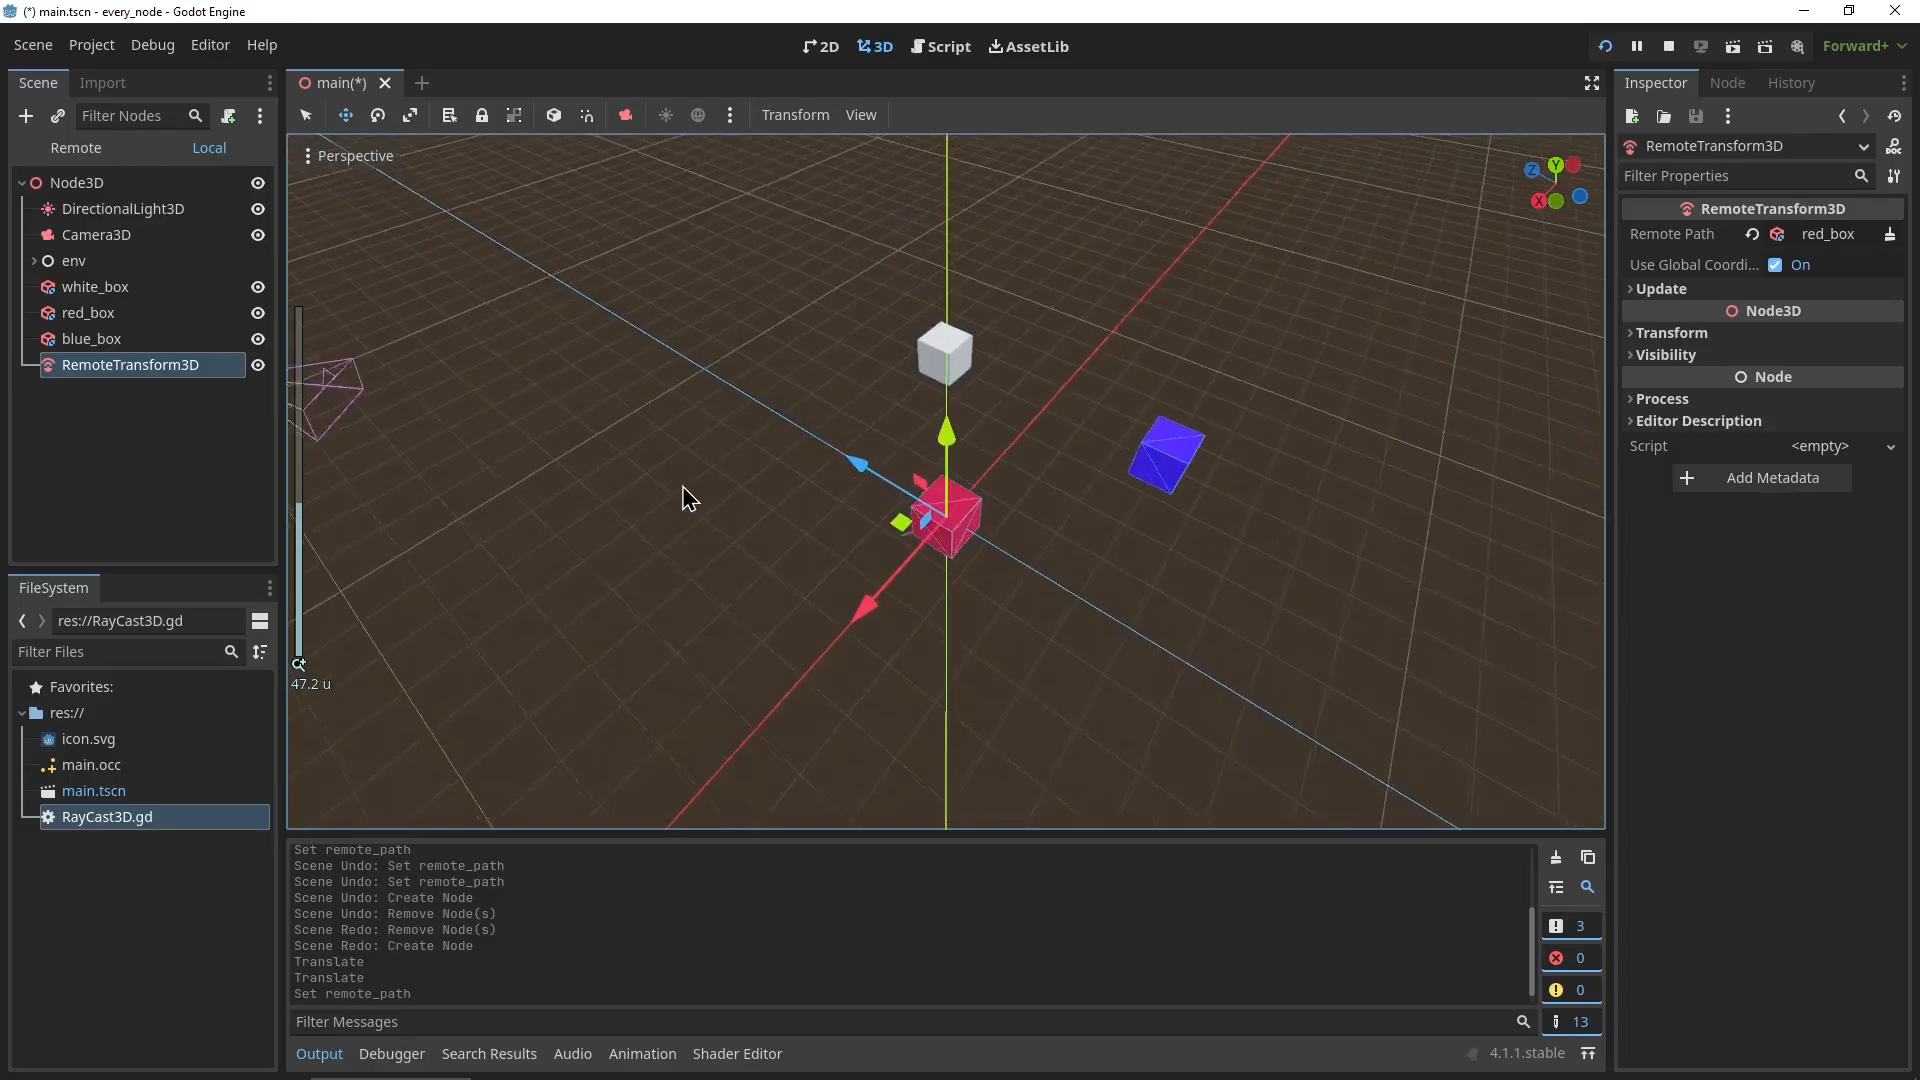 (*) main.tscn - every_node - Godot Engine
Scene Project Debug Editor Help
2D 3D Script AssetLib
Forward+
Scene Import
main(*)
Inspector Node History
Filter Nodes
Transform View
Remote Local
Perspective
RemoteTransform3D
Filter Properties
Node3D
DirectionalLight3D
Camera3D
env
white_box
red_box
blue_box
RemoteTransform3D
Z
Y
X
47.2 u
RemoteTransform3D
Remote Path red_box
Use Global Coordi... On
Update
Node3D
Transform
Visibility
Node
Process
Editor Description
Script <empty>
Add Metadata
FileSystem
res://RayCast3D.gd
Filter Files
Favorites:
res://
icon.svg
main.occ
main.tscn
RayCast3D.gd
Set remote_path
Scene Undo: Set remote_path
Scene Undo: Set remote_path
Scene Undo: Create Node
Scene Undo: Remove Node(s)
Scene Redo: Remove Node(s)
Scene Redo: Create Node
Translate
Translate
Set remote_path
3
0
0
13
Filter Messages
Output Debugger Search Results Audio Animation Shader Editor
4.1.1.stable